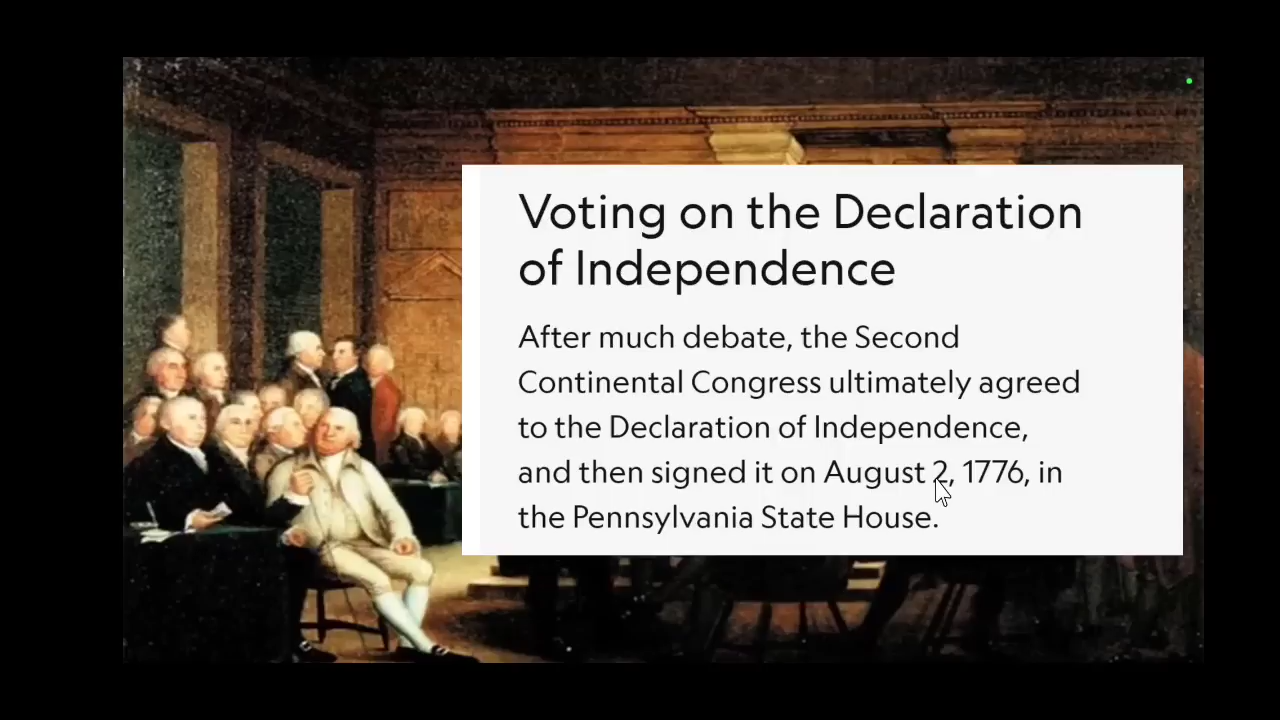 Voting on the Declaration
of Independence
After much debate, the Second
Continental Congress ultimately agreed
to the Declaration of Independence,
and then signed it on August 2, 1776, in
the Pennsylvania State House.